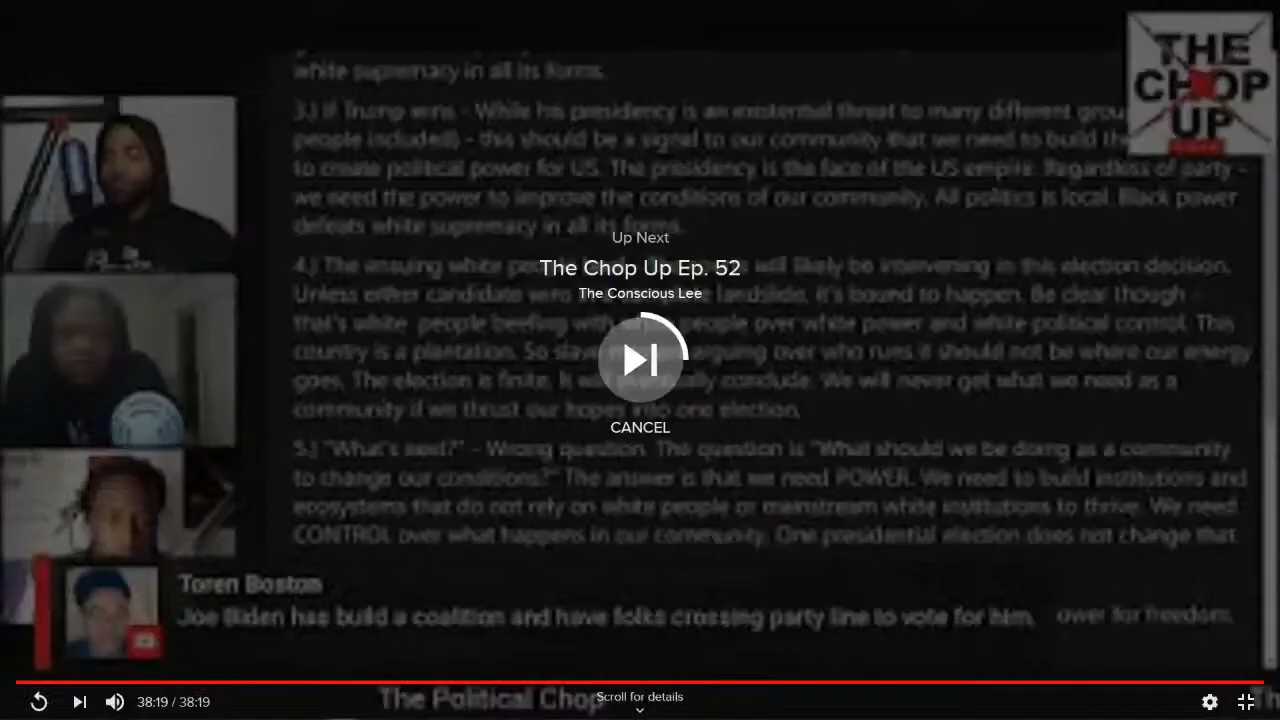 white supremacy in all its forms.
3.) If Trump wins - While his presidency is an existential threat to many different
people included) - this should be a signal to our community that we need to build
to create political power for US. The presidency is the face of the US empire. Regardless of party -
we need the power to improve the conditions of our community. All politics is local. Black power
defeats white supremacy in all its forms.
THE
CHOP
UP
Up Next
The Chop Up Ep. 52
The Conscious Lee
4.) The ensuing white will likely be intervening in this election decision.
Unless either candidate landslide, it's bound to happen. Be clear though -
that's white people beefing with people over white power and white political control. This
country is a plantation. So arguing over who runs it should not be where our energy
goes. The election is finite. It will eventually conclude. We will never get what we need as a
community if we thrust our hopes into one election.
CANCEL
5.) "What's next?" - Wrong question. The question is "What should we be doing as a community
to change our conditions?" The answer is that we need POWER. We need to build institutions and
ecosystems that do not rely on white people or mainstream white institutions to thrive. We need
CONTROL over what happens in our community. One presidential election does not change that.
Toren Boston
Joe Biden has build a coalition and have folks crossing party line to vote for him.
ower for freedom.
38:19 / 38:19
The Political Chop
Scroll for details
Th